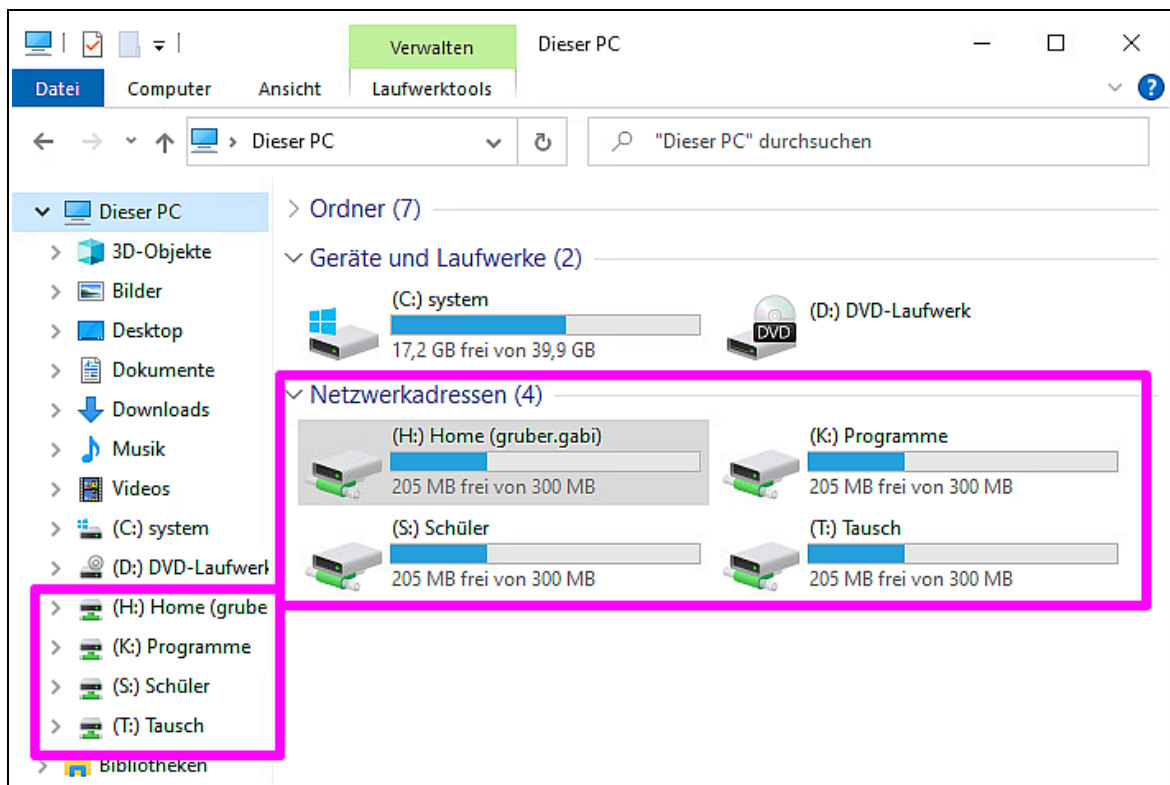 Verwalten
Dieser PC
Datei
Computer
Ansicht
Laufwerktools
?
Dieser PC
"Dieser PC" durchsuchen
Dieser PC
3D-Objekte
Bilder
Desktop
Dokumente
Downloads
Musik
Videos
(C:) system
(D:) DVD-Laufwerk
(H:) Home (grube
(K:) Programme
(S:) Schüler
(T:) Tausch
Bibliotheken
Ordner (7)
Geräte und Laufwerke (2)
(C:) system
17,2 GB frei von 39,9 GB
DVD
(D:) DVD-Laufwerk
Netzwerkadressen (4)
(H:) Home (gruber.gabi)
205 MB frei von 300 MB
(K:) Programme
205 MB frei von 300 MB
(S:) Schüler
205 MB frei von 300 MB
(T:) Tausch
205 MB frei von 300 MB